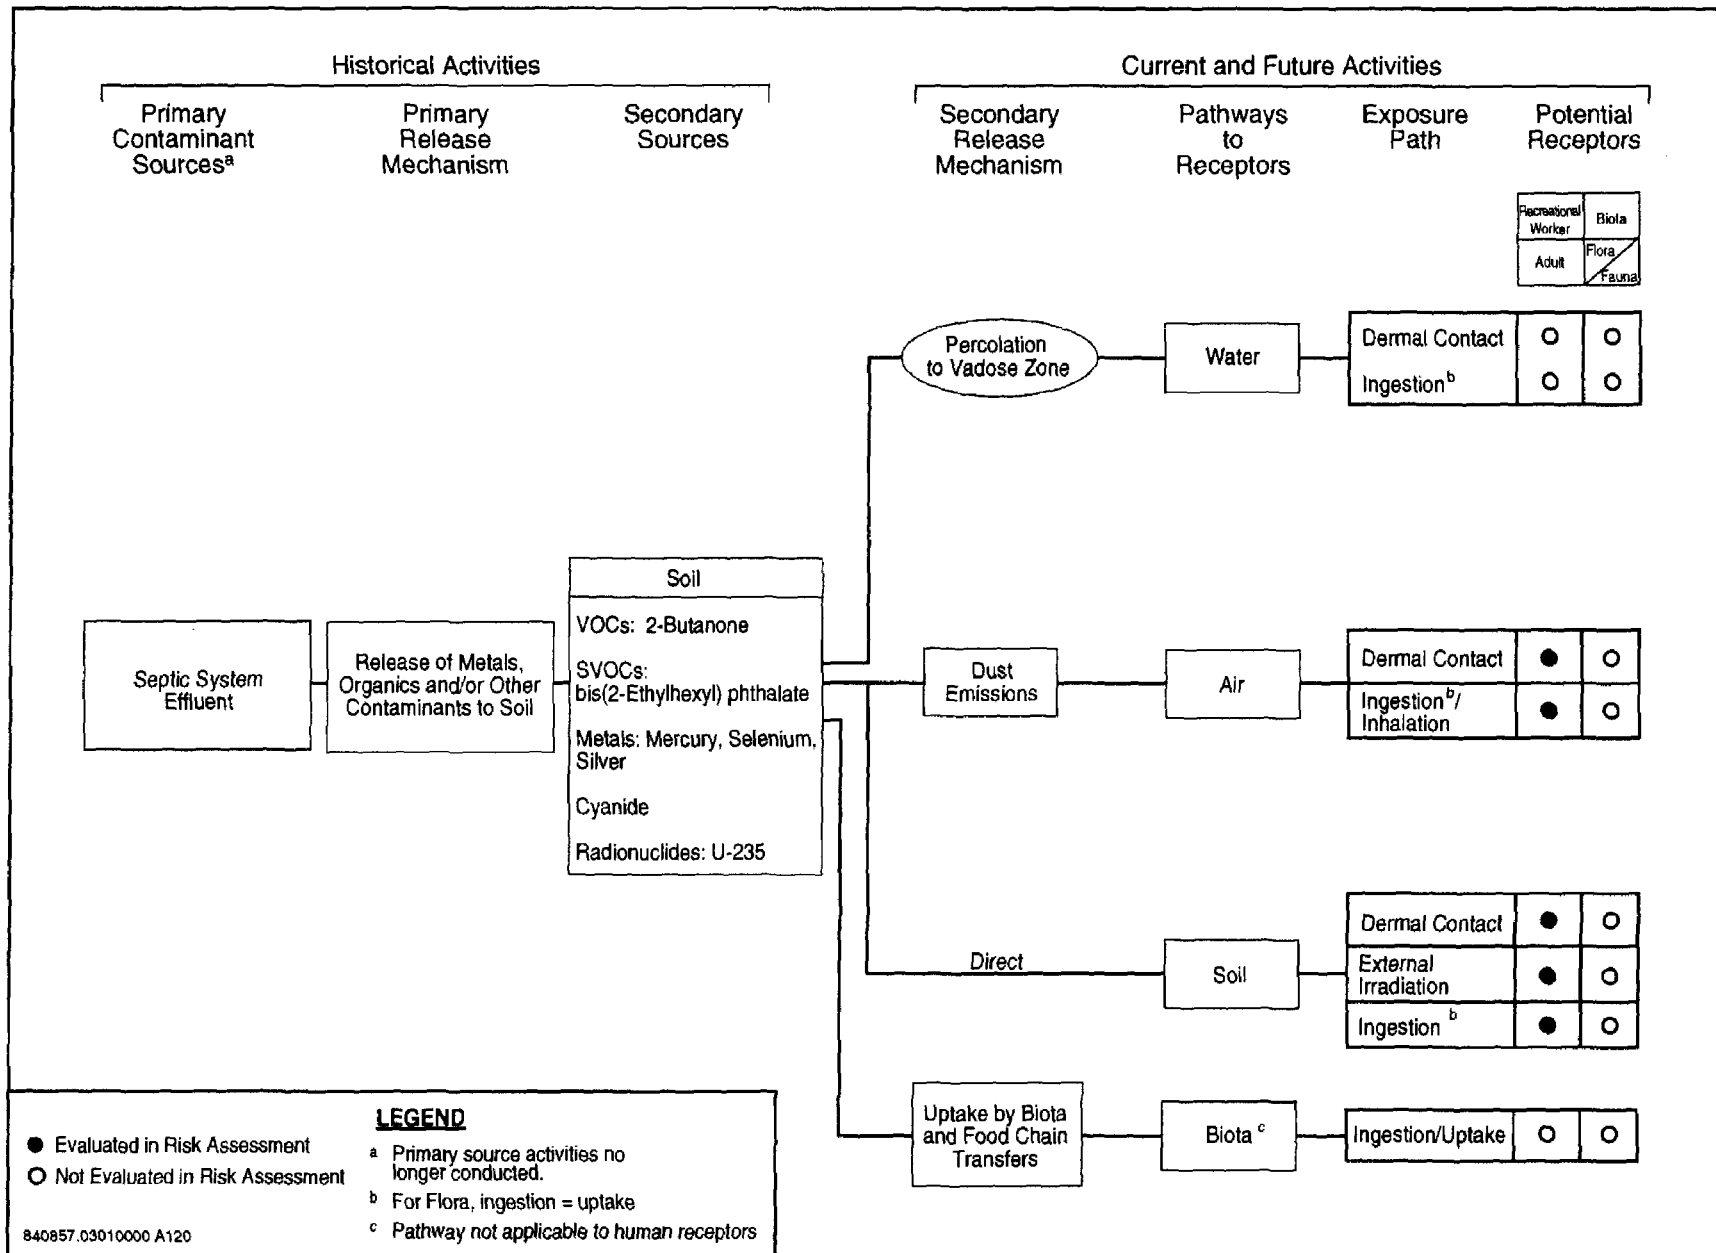 Historical Activities
Current and Future Activities
Primary
Contaminant
Sourcesᵃ
Primary
Release
Mechanism
Secondary
Sources
Secondary
Release
Mechanism
Pathways
to
Receptors
Exposure
Path
Potential
Receptors
Recreational
Worker
Biota
Adult
Flora
Fauna
Percolation
to Vadose Zone
Water
Dermal Contact
Ingestionᵇ
Septic System
Effluent
Release of Metals,
Organics and/or Other
Contaminants to Soil
Soil
VOCs: 2-Butanone
SVOCs:
bis(2-Ethylhexyl) phthalate
Metals: Mercury, Selenium,
Silver
Cyanide
Radionuclides: U-235
Dust
Emissions
Air
Dermal Contact
Ingestionᵇ/
Inhalation
Direct
Soil
Dermal Contact
External
Irradiation
Ingestion ᵇ
Uptake by Biota
and Food Chain
Transfers
Biota ᶜ
Ingestion/Uptake
LEGEND
● Evaluated in Risk Assessment
○ Not Evaluated in Risk Assessment
ᵃ Primary source activities no
longer conducted.
ᵇ For Flora, ingestion = uptake
ᶜ Pathway not applicable to human receptors
840857.03010000 A120